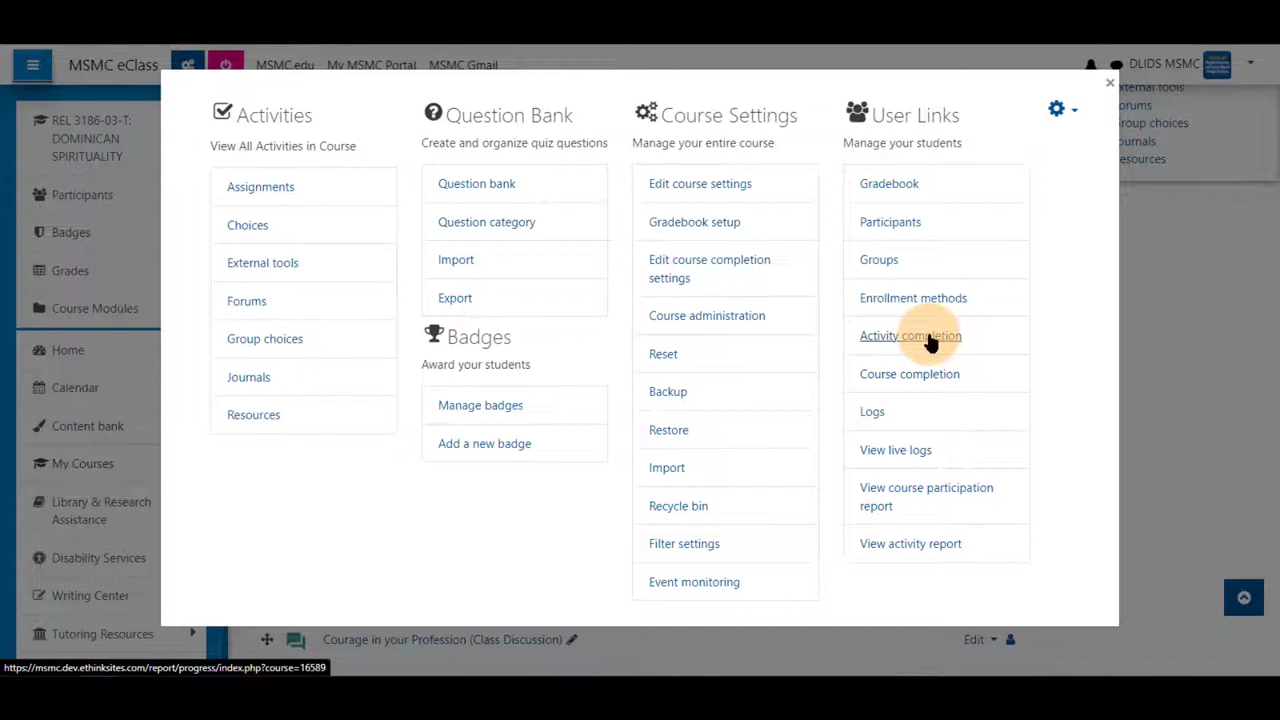 MSMC eClass
MSMC.edu
My MSMC Portal
MSMC Gmail
DLIDS MSMC
REL 3186-03-T:
DOMINICAN
SPIRITUALITY
Participants
Badges
Grades
Course Modules
Home
Calendar
Content bank
My Courses
Library & Research
Assistance
Disability Services
Writing Center
Tutoring Resources
Activities
View All Activities in Course
Assignments
Choices
External tools
Forums
Group choices
Journals
Resources
Question Bank
Create and organize quiz questions
Question bank
Question category
Import
Export
Badges
Award your students
Manage badges
Add a new badge
Course Settings
Manage your entire course
Edit course settings
Gradebook setup
Edit course completion
settings
Course administration
Reset
Backup
Restore
Import
Recycle bin
Filter settings
Event monitoring
User Links
Manage your students
Gradebook
Participants
Groups
Enrollment methods
Activity completion
Course completion
Logs
View live logs
View course participation
report
View activity report
×
xternal tools
orums
roup choices
ournals
esources
Courage in your Profession (Class Discussion)
Edit
https://msmc.dev.ethinksites.com/report/progress/index.php?course=16589